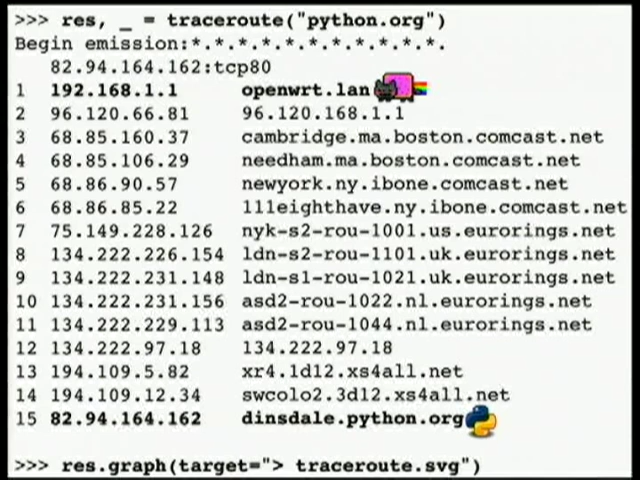 >>> res, _ = traceroute("python.org")
Begin emission:*.*.*.*.*.*.*.*.*.*.
82.94.164.162:tcp80
1 192.168.1.1 openwrt.lan
2 96.120.66.81 96.120.168.1.1
3 68.85.160.37 cambridge.ma.boston.comcast.net
4 68.85.106.29 needham.ma.boston.comcast.net
5 68.86.90.57 newyork.ny.ibone.comcast.net
6 68.86.85.22 111eighthave.ny.ibone.comcast.net
7 75.149.228.126 nyk-s2-rou-1001.us.eurorings.net
8 134.222.226.154 ldn-s2-rou-1101.uk.eurorings.net
9 134.222.231.148 ldn-s1-rou-1021.uk.eurorings.net
10 134.222.231.156 asd2-rou-1022.nl.eurorings.net
11 134.222.229.113 asd2-rou-1044.nl.eurorings.net
12 134.222.97.18 134.222.97.18
13 194.109.5.82 xr4.1d12.xs4all.net
14 194.109.12.34 swcolo2.3d12.xs4all.net
15 82.94.164.162 dinsdale.python.org
>>> res.graph(target="> traceroute.svg")